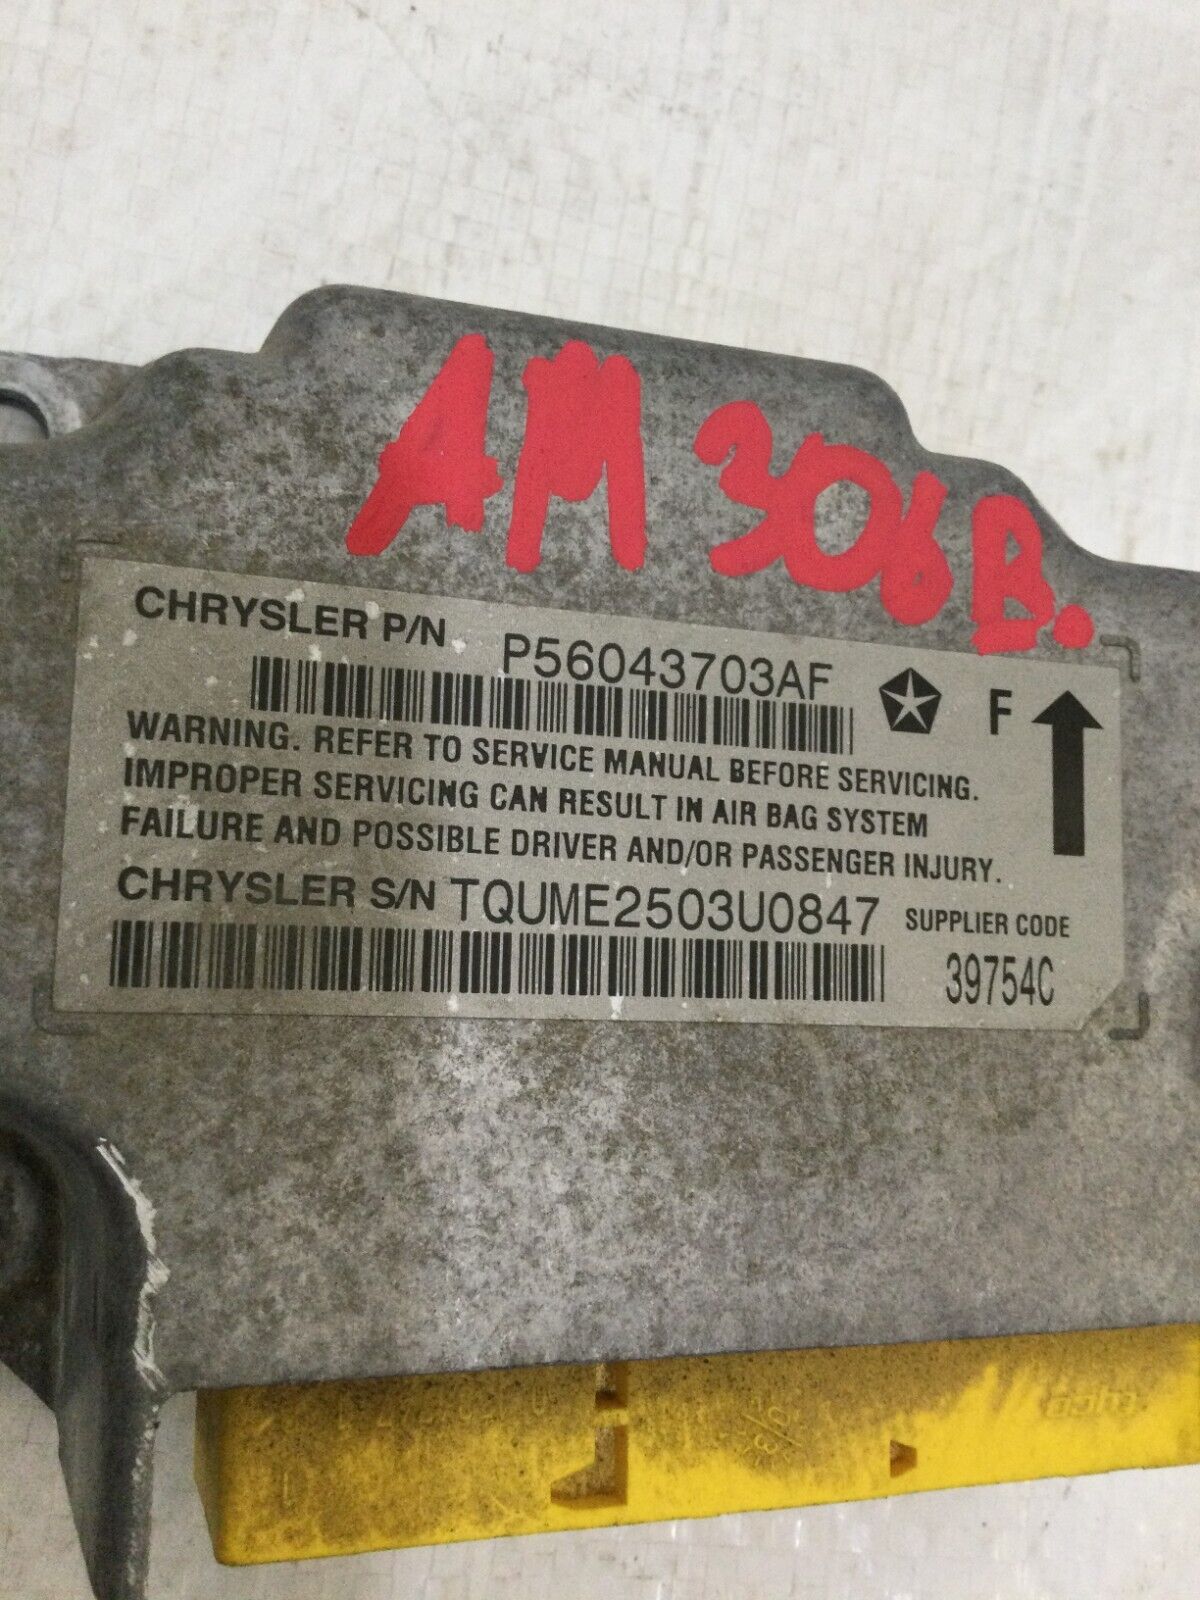 AM 306B.
CHRYSLER P/N P56043703AF
F
WARNING. REFER TO SERVICE MANUAL BEFORE SERVICING.
IMPROPER SERVICING CAN RESULT IN AIR BAG SYSTEM
FAILURE AND POSSIBLE DRIVER AND/OR PASSENGER INJURY.
CHRYSLER S/N TQUME2503U0847 SUPPLIER CODE
39754C